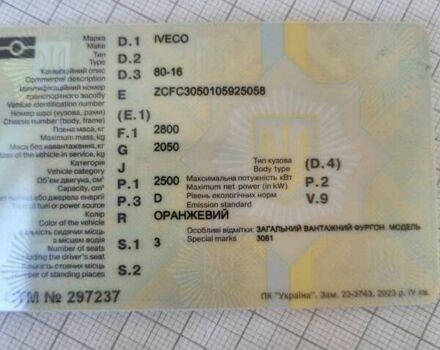 Марка D.1 IVECO
Make
Тип D.2
Type
Комерційний опис D.3 80-16
Commercial description
Ідентифікаційний номер E ZCFC3050105925058
транспортного засобу
Vehicle identification number
Номер шасі (кузова, рами) (E.1)
Chassis number (body, frame)
Повна маса, кг F.1 2800
Maximum mass, kg
Маса без навантаження, кг G 2050
Mass of the vehicle in service, kg
Категорія J Тип кузова (D.4)
Vehicle category Body type
Об'єм двигуна, см³ P.1 2500 Максимальна потужність кВт P.2
Capacity, cm³ Maximum net power (in kW)
або джерела енергії P.3 D Рівень екологічних норм V.9
fuel or power source Emission standard
Колір R ОРАНЖЕВИЙ
Color of the vehicle
Кількість сидячих місць S.1 3 Особливі відмітки: ЗАГАЛЬНИЙ ВАНТАЖНИЙ ФУРГОН МОДЕЛЬ
з місцем водія Special marks 3081
Number of seats
including the driver's seat
Кількість стоячих місць S.2
Number of standing places
СТМ № 297237
ПК "Україна", Зам. 23-3743, 2023 р. IV кв.